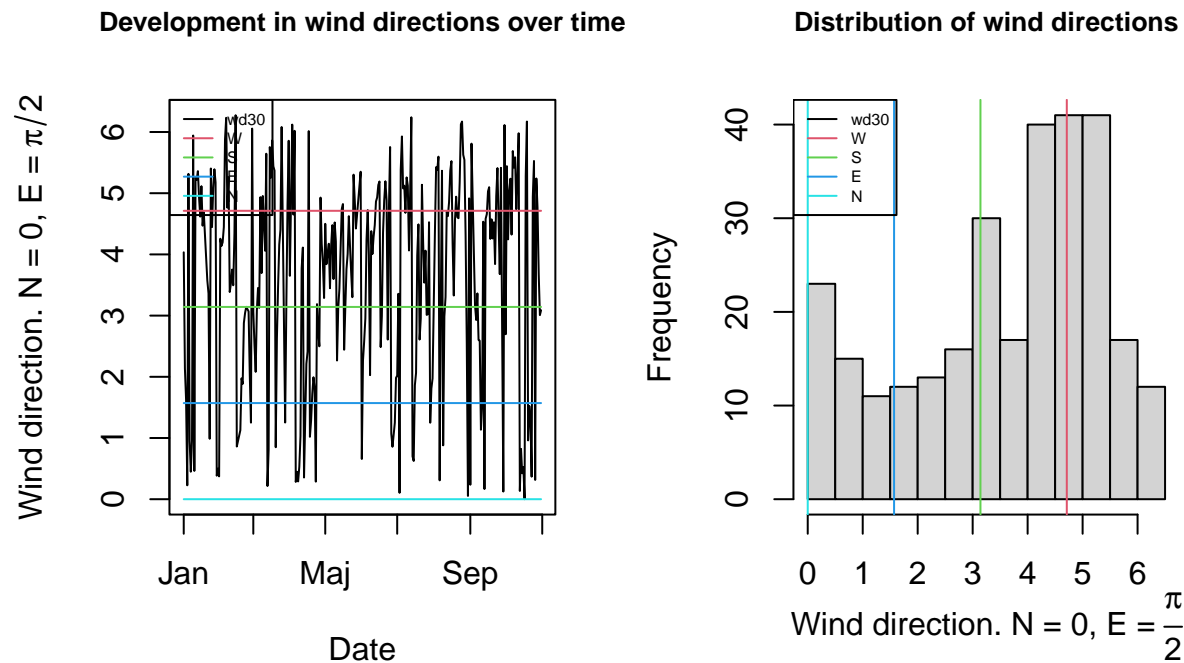 Development in wind directions over time
Wind direction. N = 0, E = π/2
6
5
4
3
2
1
0
wd30
W
S
E
N
Jan
Maj
Sep
Date
Distribution of wind directions
Frequency
40
30
20
10
0
wd30
W
S
E
N
0 1 2 3 4 5 6
Wind direction. N = 0, E = π/2